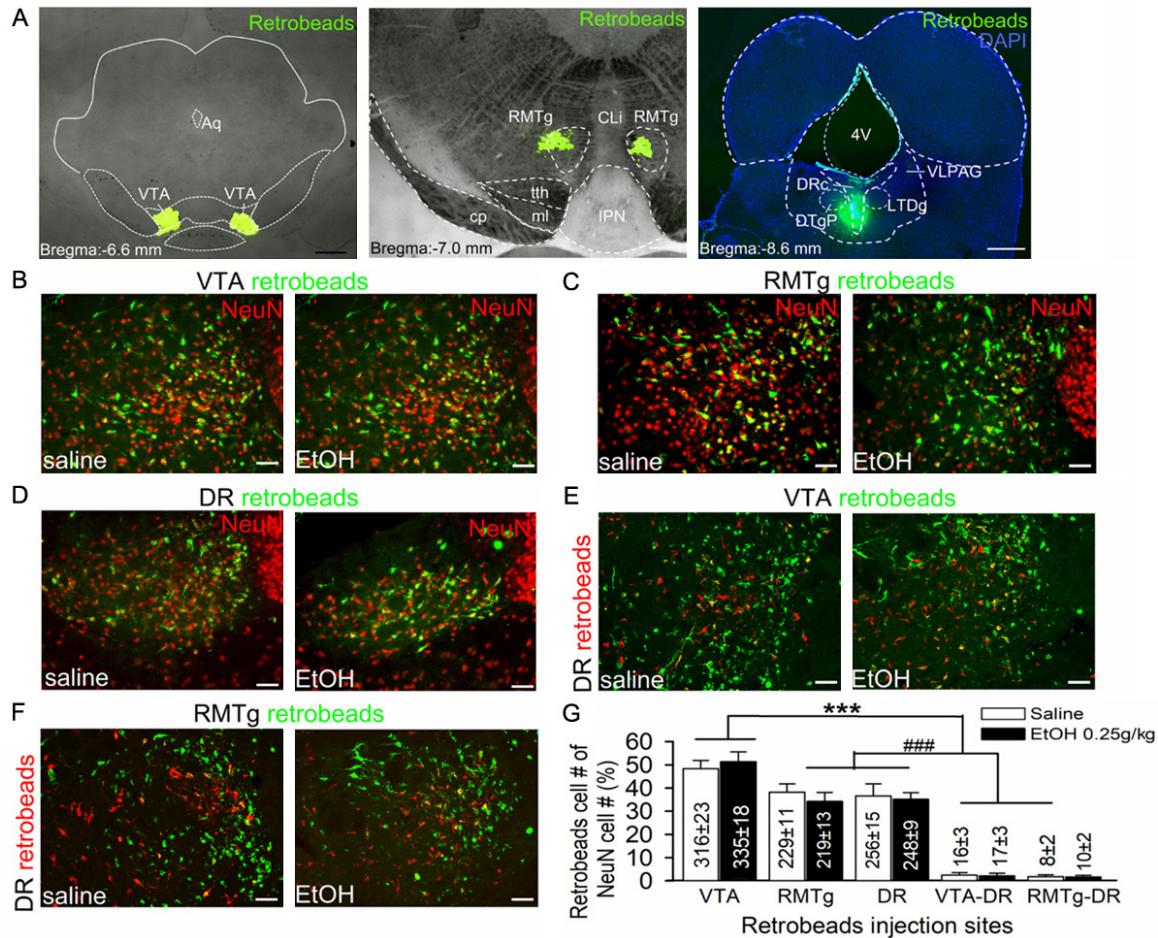 A
Retrobeads
Aq
VTA
VTA
Bregma:-6.6 mm
RMTg
CLi
RMTg
tth
cp
ml
IPN
Bregma:-7.0 mm
Retrobeads
DAPI
4V
VLPAG
DRc
LTDg
DTgP
Bregma:-8.6 mm
B
VTA retrobeads
NeuN
NeuN
saline
EtOH
C
RMTg retrobeads
NeuN
saline
EtOH
D
DR retrobeads
NeuN
NeuN
saline
EtOH
E
VTA retrobeads
DR retrobeads
saline
EtOH
F
RMTg retrobeads
DR retrobeads
saline
EtOH
G
***
###
Saline
EtOH 0.25g/kg
Retrobeads cell # of
NeuN cell # (%)
60
50
40
30
20
10
0
316±23
335±18
229±11
219±13
256±15
248±9
16±3
17±3
8±2
10±2
VTA RMTg DR VTA-DR RMTg-DR
Retrobeads injection sites